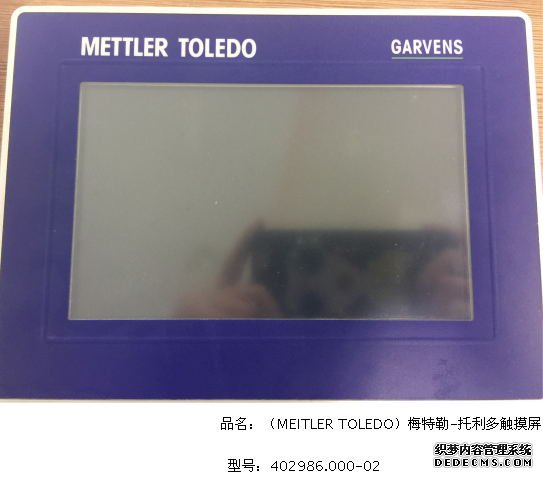 METTLER TOLEDO GARVENS
品名：（MEITLER TOLEDO）梅特勒-托利多触摸屏
型号：402986.000-02
织梦内容管理系统
DEDECMS.COM